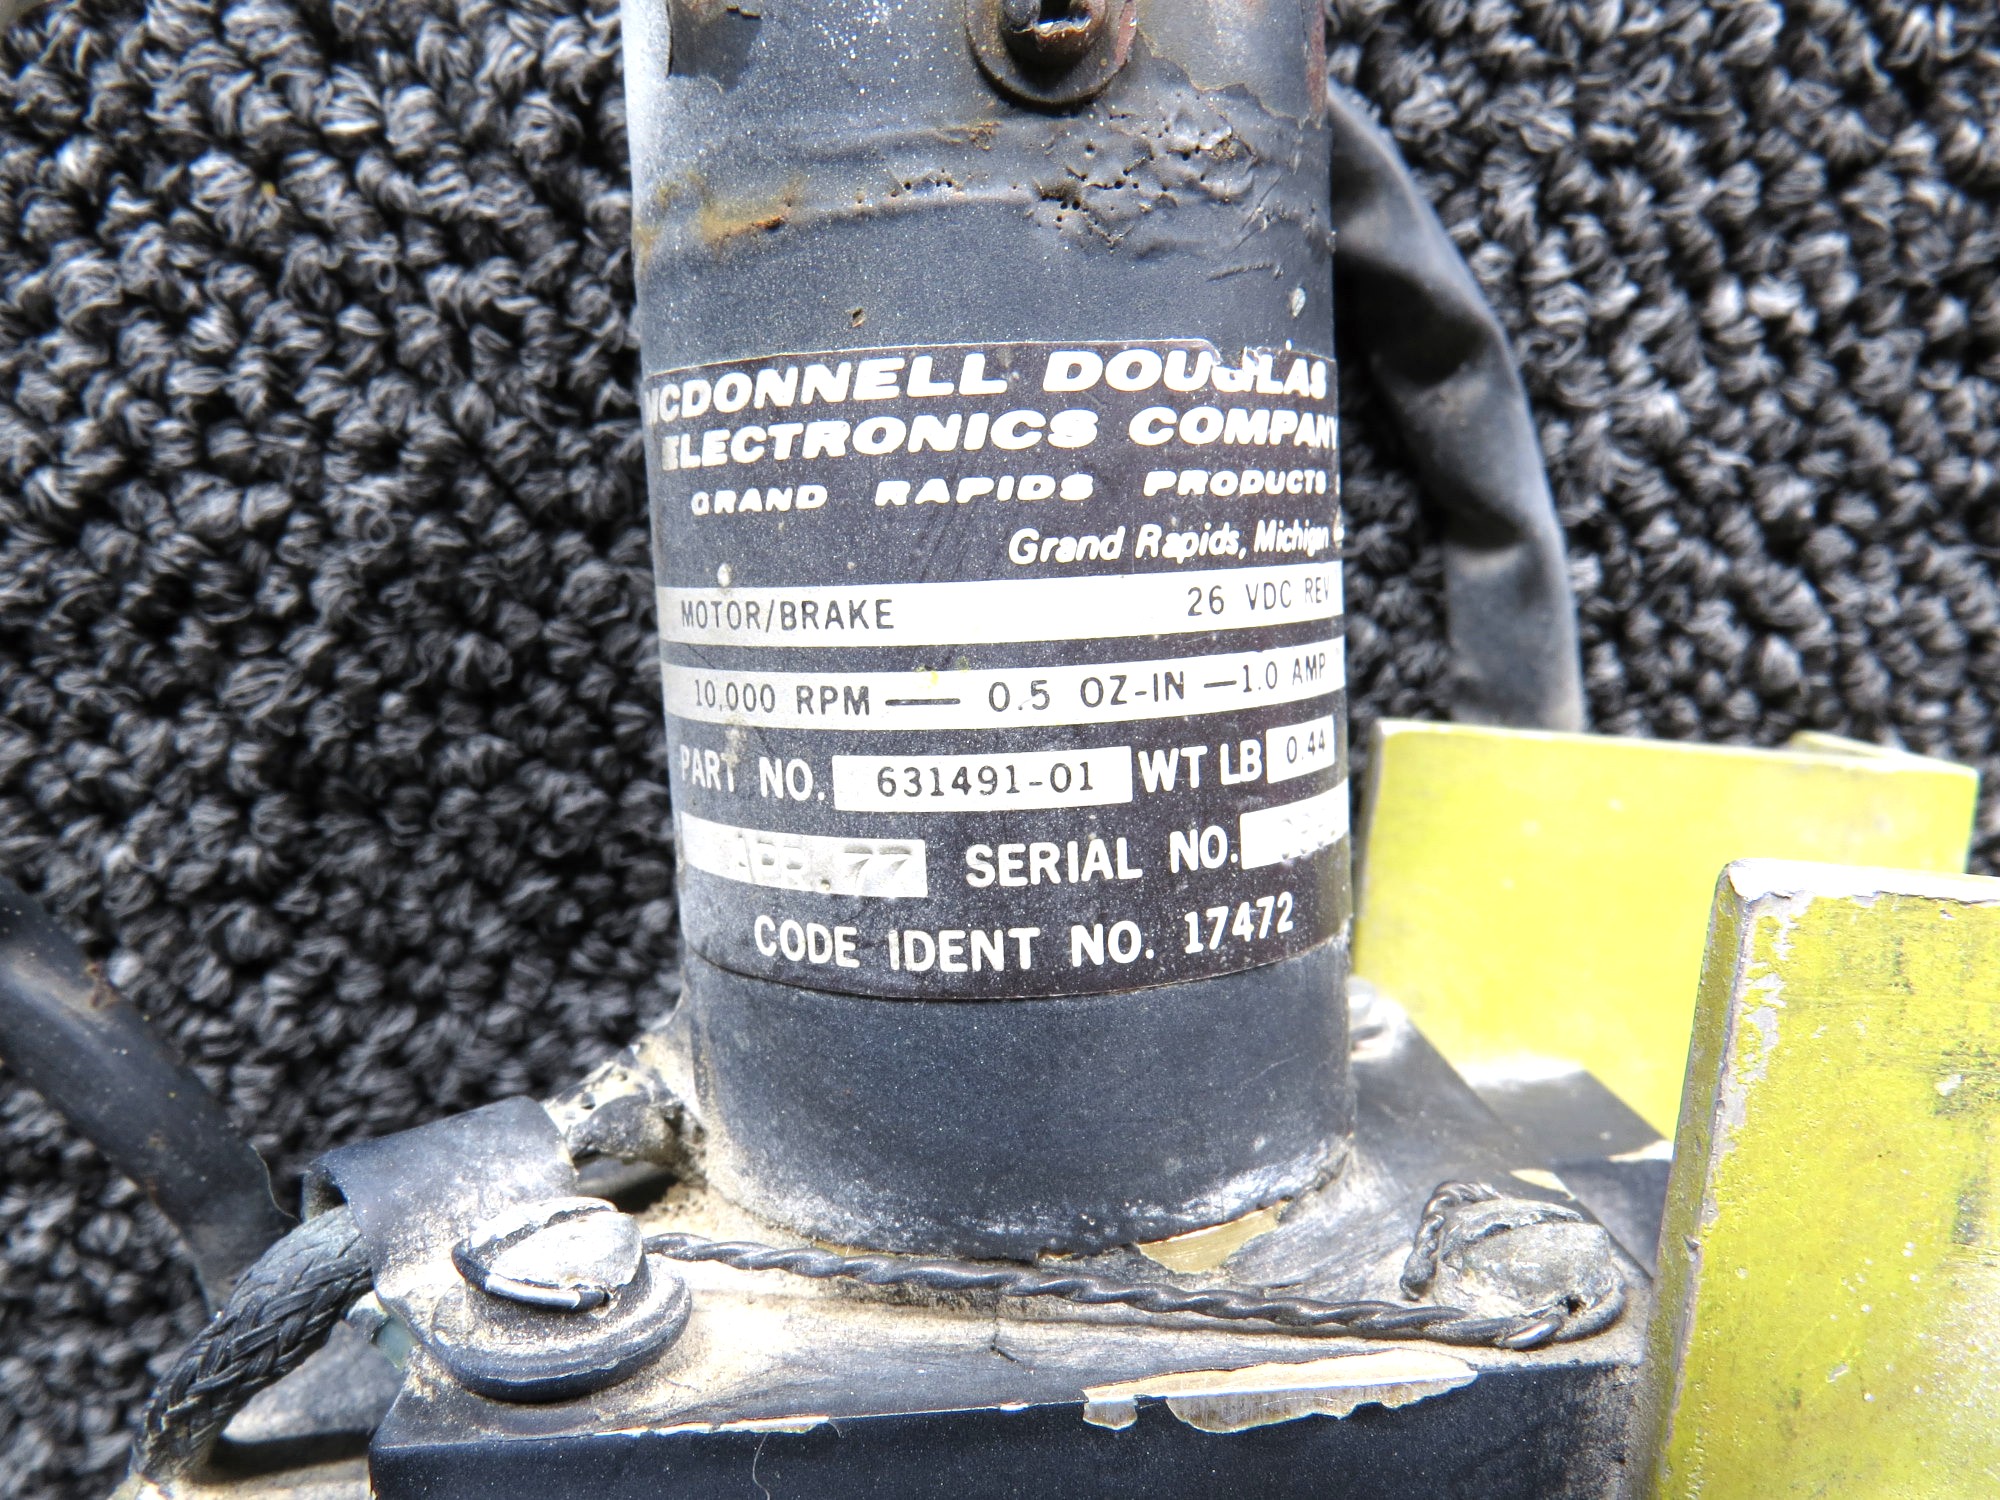 MCDONNELL DOUGLAS
ELECTRONICS COMPANY
GRAND RAPIDS PRODUCTS
Grand Rapids, Michigan
MOTOR/BRAKE 26 VDC REV
10,000 RPM — 0.5 OZ-IN —1.0 AMP
PART NO. 631491-01 WT LB 0.44
APR. 77 SERIAL NO.
CODE IDENT NO. 17472